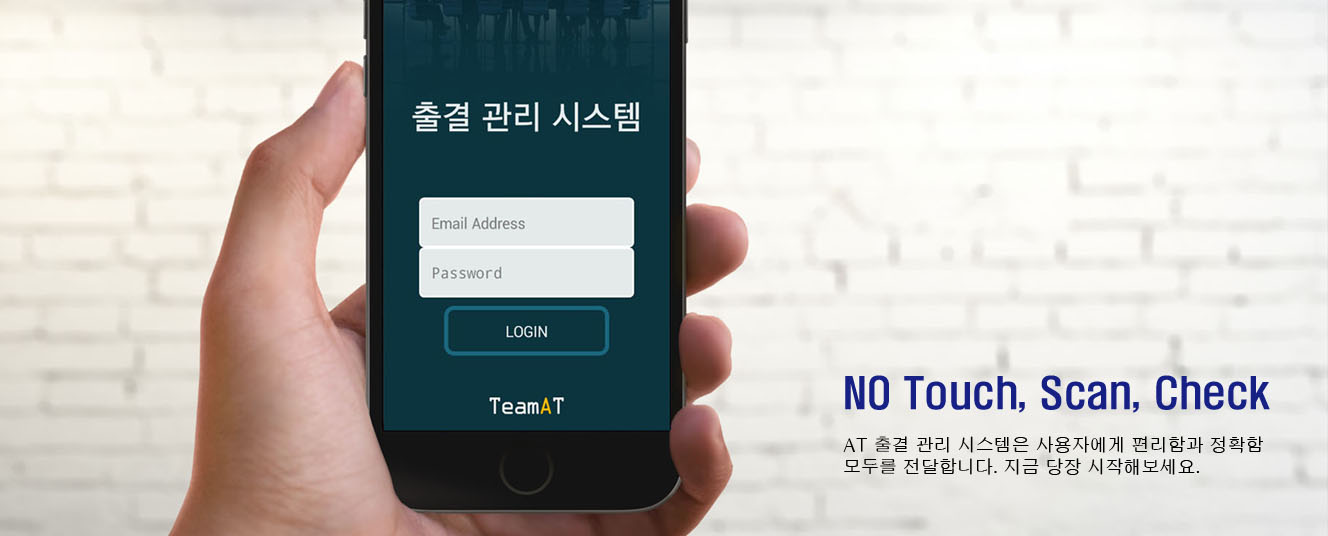 출결 관리 시스템
Email Address
Password
LOGIN
TeamAT
NO Touch, Scan, Check
AT 출결 관리 시스템은 사용자에게 편리함과 정확함
모두를 전달합니다. 지금 당장 시작해보세요.